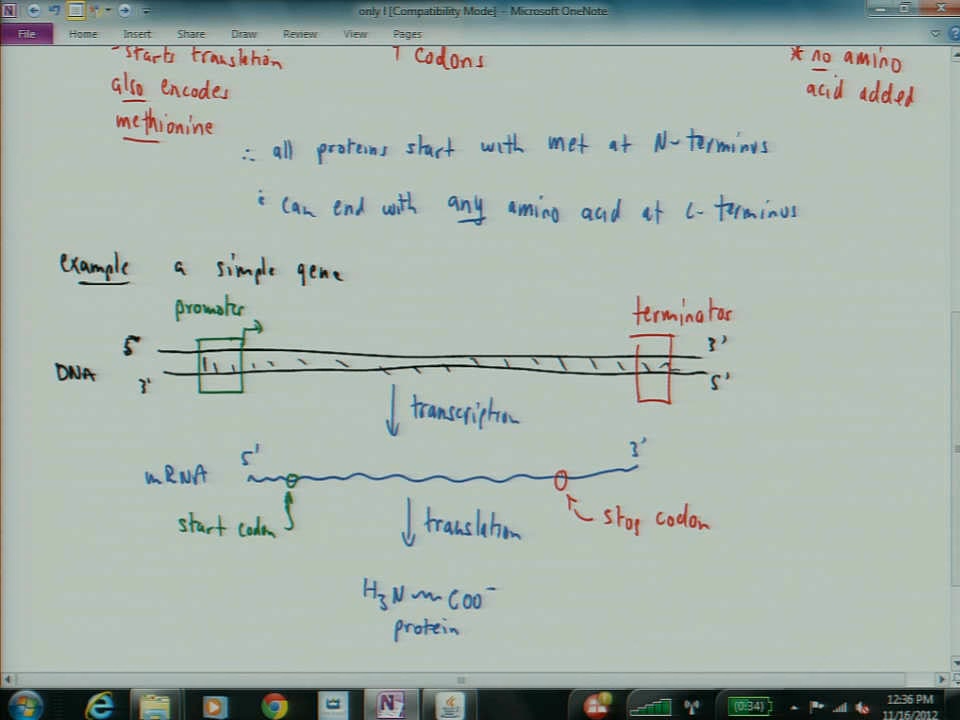 only I [Compatibility Mode] - Microsoft OneNote
File Home Insert Share Draw Review View Pages
- starts translation
also encodes
methionine
1 Codons
* no amino
acid added
∴ all proteins start with met at N-terminus
: can end with any amino acid at C-terminus
example a simple gene
promoter
terminator
5' 3'
DNA 3' 5'
transcription
5' 3'
mRNA
start codon
stop codon
translation
H3N COO-
protein
(0:34)
12:36 PM
11/16/2012